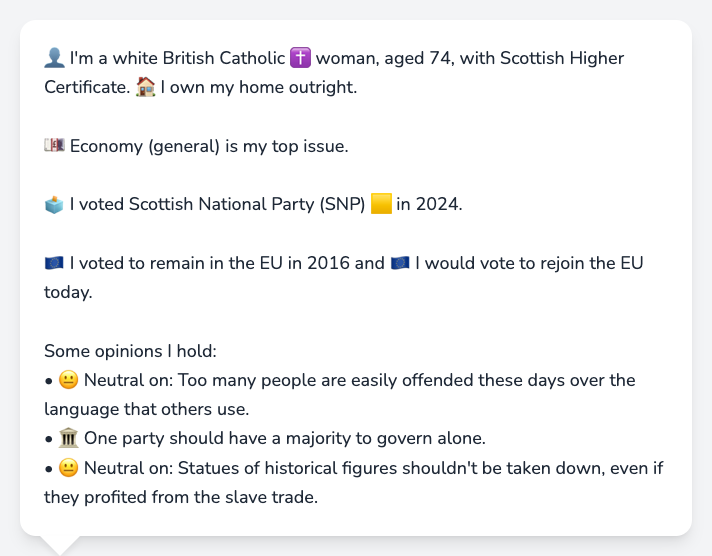 👤 I'm a white British Catholic ✝️ woman, aged 74, with Scottish Higher
Certificate. 🏠 I own my home outright.
💷 Economy (general) is my top issue.
🗳️ I voted Scottish National Party (SNP) 🟨 in 2024.
🇪🇺 I voted to remain in the EU in 2016 and 🇪🇺 I would vote to rejoin the EU
today.
Some opinions I hold:
• 😐 Neutral on: Too many people are easily offended these days over the
language that others use.
• 🏛️ One party should have a majority to govern alone.
• 😐 Neutral on: Statues of historical figures shouldn't be taken down, even if
they profited from the slave trade.